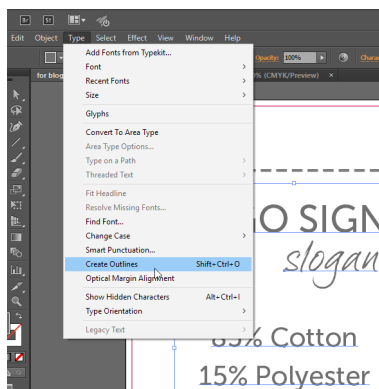 Br St
Edit Object Type Select Effect View Window Help
Opacity: 100%
for blog
% (CMYK/Preview) ×
Add Fonts from Typekit...
Font
Recent Fonts
Size
Glyphs
Convert To Area Type
Area Type Options...
Type on a Path
Threaded Text
Fit Headline
Resolve Missing Fonts...
Find Font...
Change Case
Smart Punctuation...
Create Outlines Shift+Ctrl+O
Optical Margin Alignment
Show Hidden Characters Alt+Ctrl+I
Type Orientation
Legacy Text
O SIGN
slogan
85% Cotton
15% Polyester